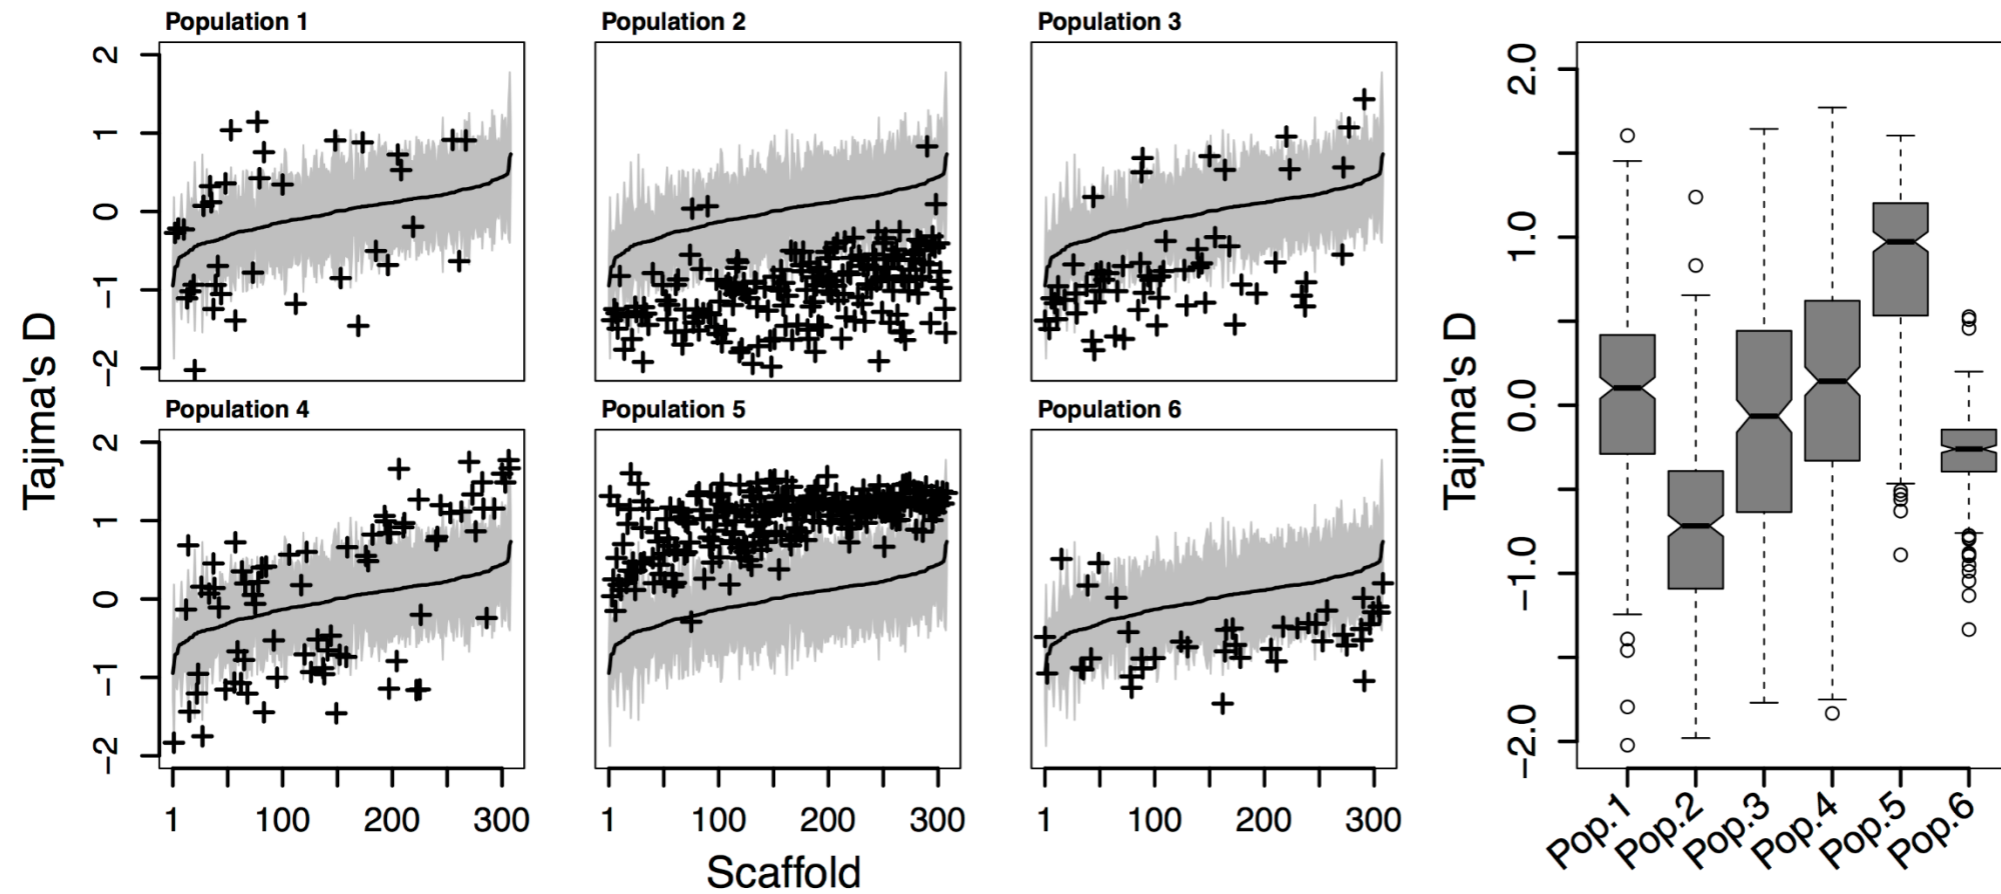 Population 1
Population 2
Population 3
2
1
0
−1
−2
Population 4
Population 5
Population 6
2
1
0
−1
−2
Tajima's D
1
100
200
300
1
100
200
300
1
100
200
300
Scaffold
2.0
1.0
0.0
−1.0
−2.0
Tajima's D
Pop.1
Pop.2
Pop.3
Pop.4
Pop.5
Pop.6